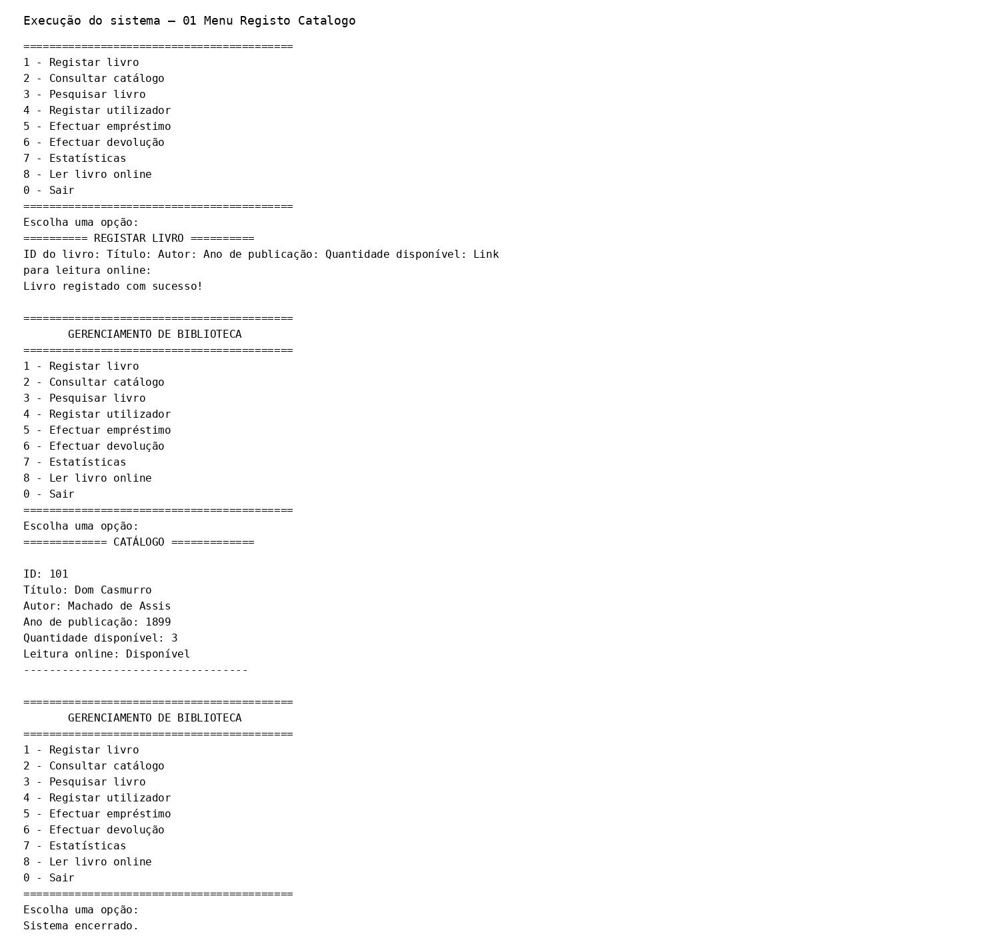 Execução do sistema — 01 Menu Registo Catalogo
==========================================
1 - Registar livro
2 - Consultar catálogo
3 - Pesquisar livro
4 - Registar utilizador
5 - Efectuar empréstimo
6 - Efectuar devolução
7 - Estatísticas
8 - Ler livro online
0 - Sair
==========================================
Escolha uma opção:
========== REGISTAR LIVRO ==========
ID do livro: Título: Autor: Ano de publicação: Quantidade disponível: Link
para leitura online:
Livro registado com sucesso!

==========================================
       GERENCIAMENTO DE BIBLIOTECA
==========================================
1 - Registar livro
2 - Consultar catálogo
3 - Pesquisar livro
4 - Registar utilizador
5 - Efectuar empréstimo
6 - Efectuar devolução
7 - Estatísticas
8 - Ler livro online
0 - Sair
==========================================
Escolha uma opção:
============= CATÁLOGO =============

ID: 101
Título: Dom Casmurro
Autor: Machado de Assis
Ano de publicação: 1899
Quantidade disponível: 3
Leitura online: Disponível
-----------------------------------

==========================================
       GERENCIAMENTO DE BIBLIOTECA
==========================================
1 - Registar livro
2 - Consultar catálogo
3 - Pesquisar livro
4 - Registar utilizador
5 - Efectuar empréstimo
6 - Efectuar devolução
7 - Estatísticas
8 - Ler livro online
0 - Sair
==========================================
Escolha uma opção:
Sistema encerrado.